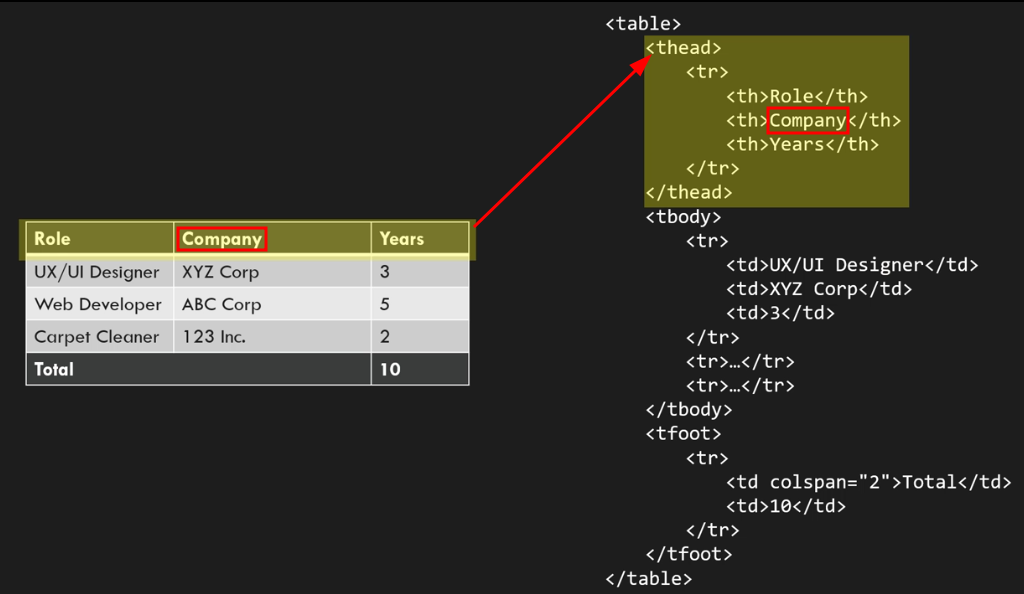 Role Company Years
UX/UI Designer XYZ Corp 3
Web Developer ABC Corp 5
Carpet Cleaner 123 Inc. 2
Total 10
<table>
<thead>
<tr>
<th>Role</th>
<th>Company</th>
<th>Years</th>
</tr>
</thead>
<tbody>
<tr>
<td>UX/UI Designer</td>
<td>XYZ Corp</td>
<td>3</td>
</tr>
<tr>…</tr>
<tr>…</tr>
</tbody>
<tfoot>
<tr>
<td colspan="2">Total</td>
<td>10</td>
</tr>
</tfoot>
</table>